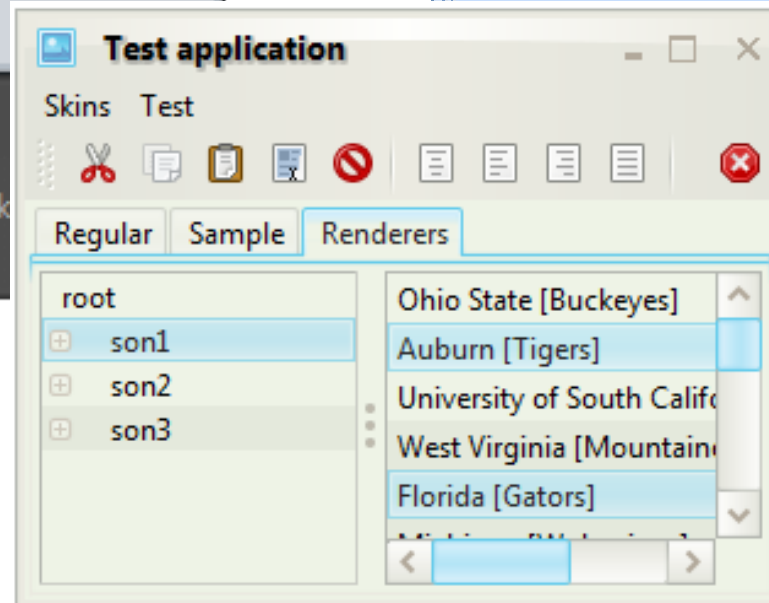 Test application
Skins Test
Regular Sample Renderers
root
son1
son2
son3
Ohio State [Buckeyes]
Auburn [Tigers]
University of South Califo
West Virginia [Mountaine
Florida [Gators]